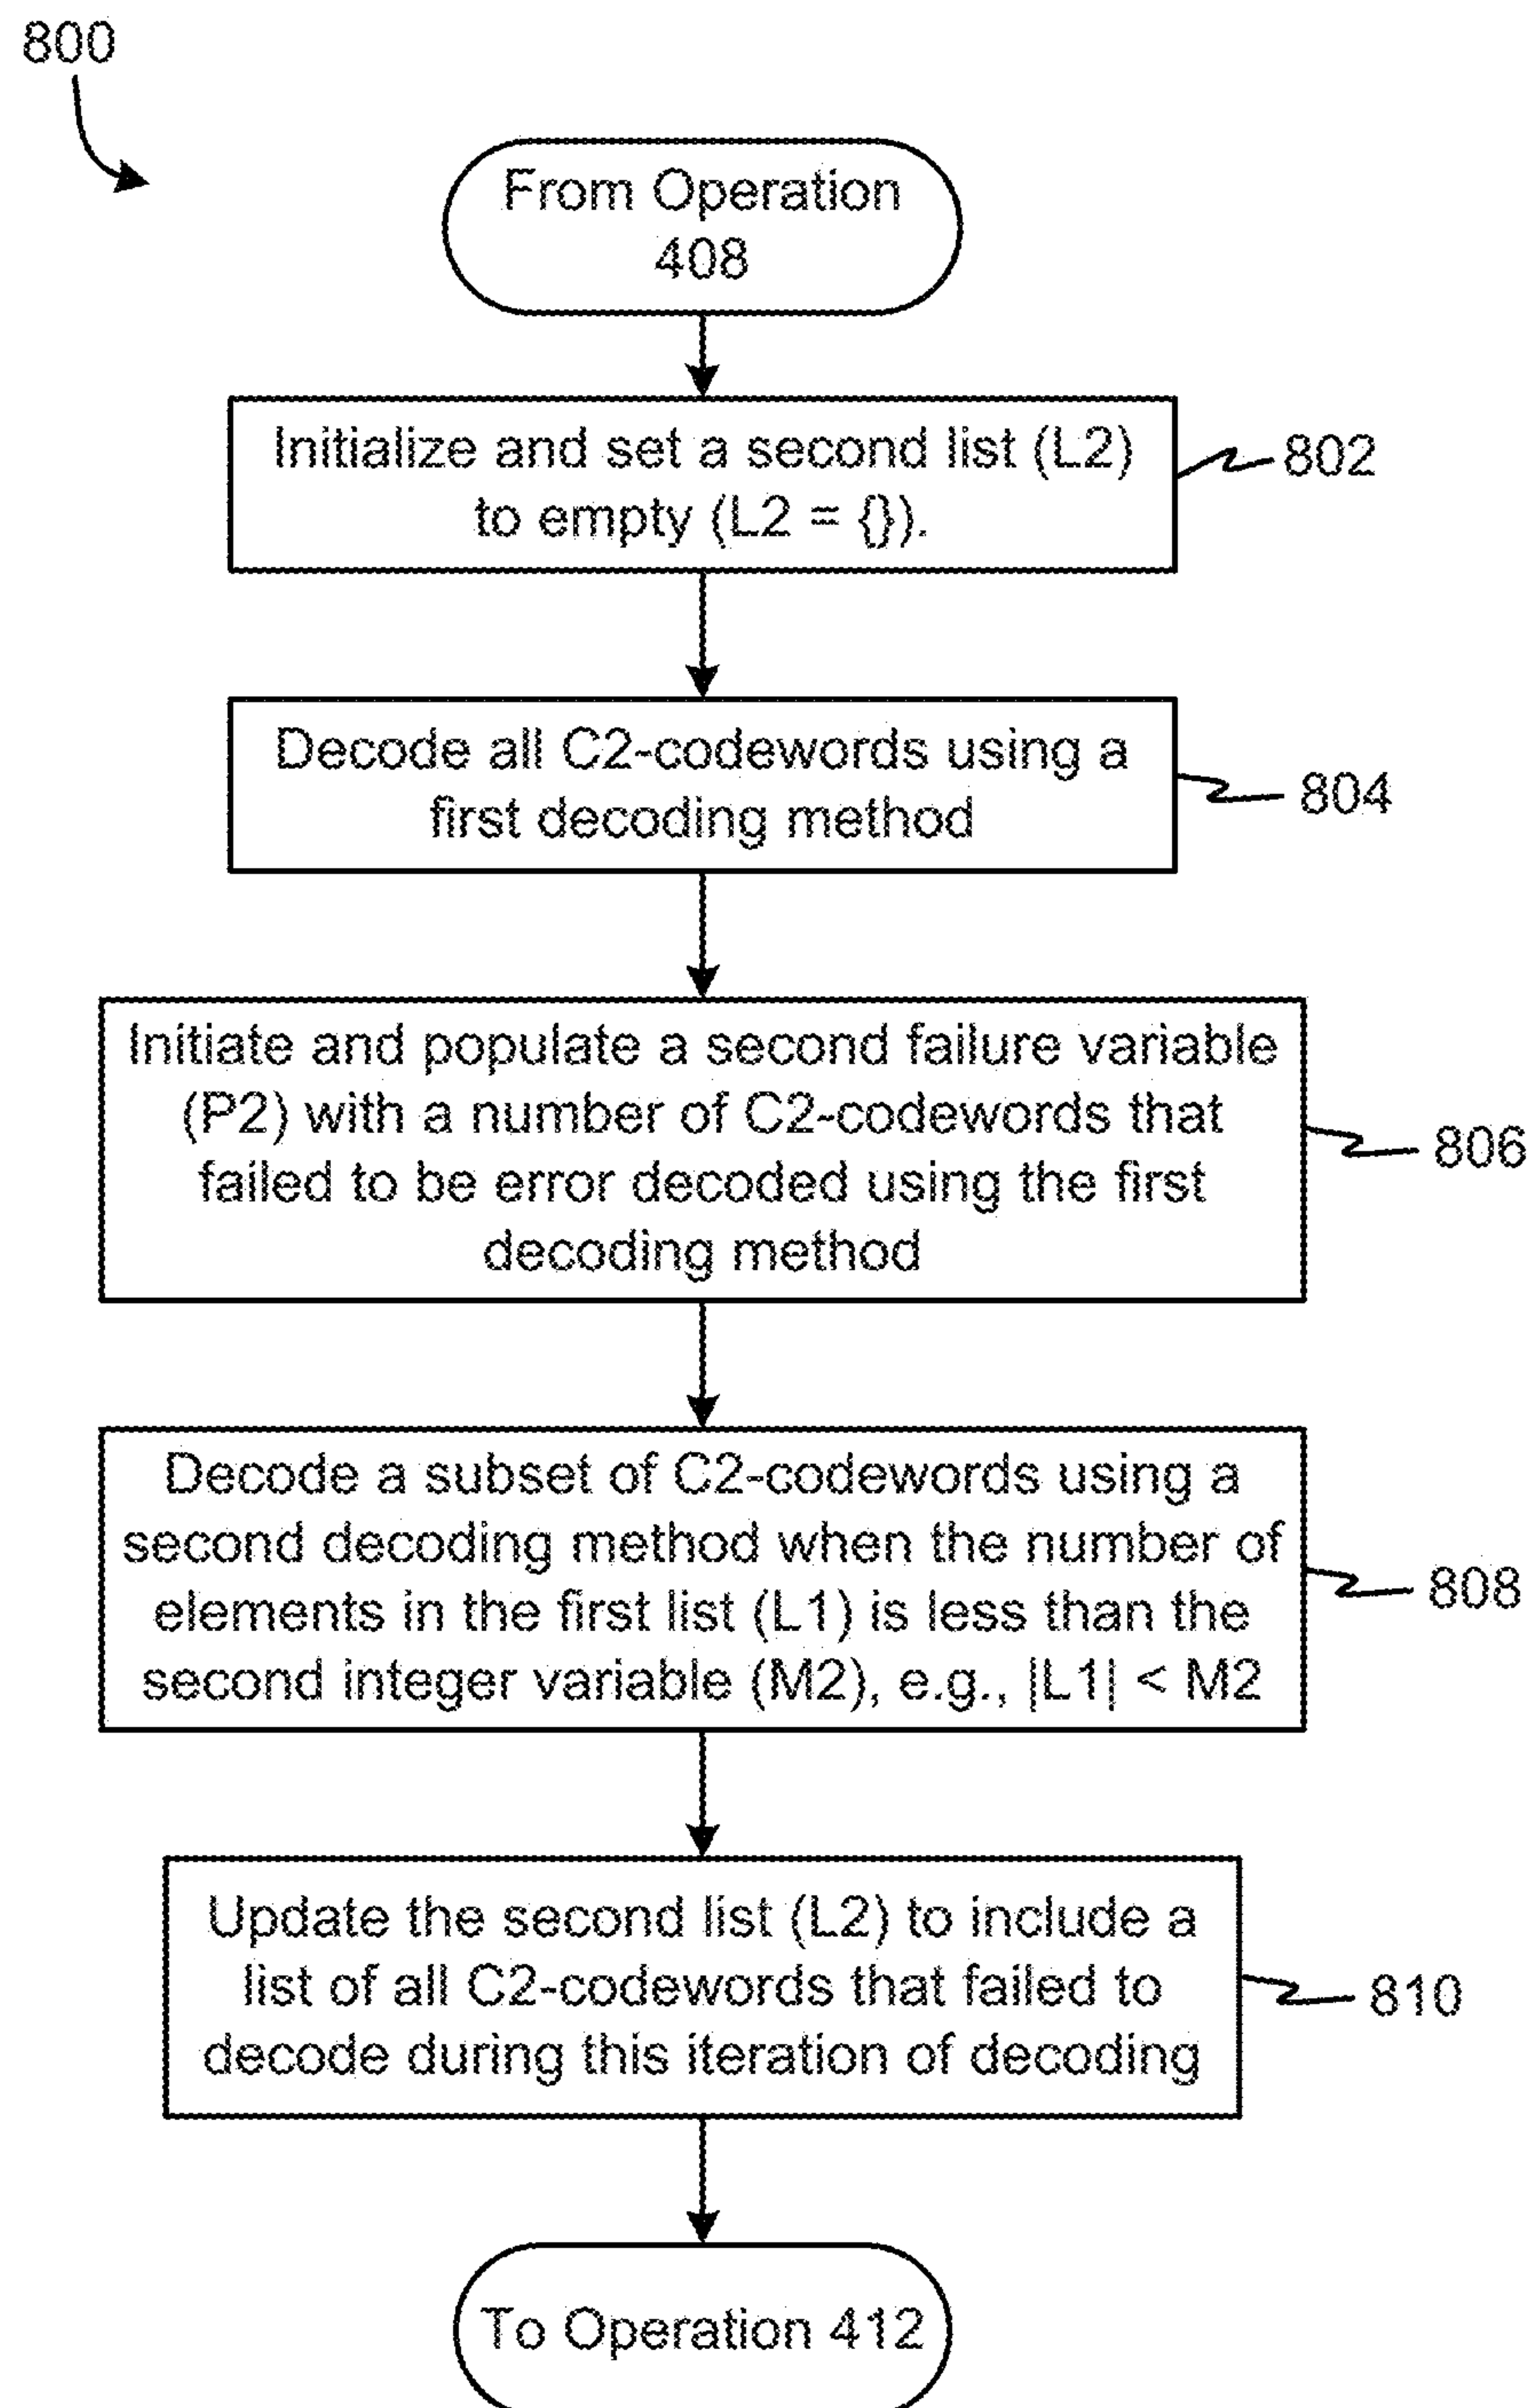 800
From Operation
408
Initialize and set a second list (L2)
to empty (L2 = {}).
802
Decode all C2-codewords using a
first decoding method
804
Initiate and populate a second failure variable
(P2) with a number of C2-codewords that
failed to be error decoded using the first
decoding method
806
Decode a subset of C2-codewords using a
second decoding method when the number of
elements in the first list (L1) is less than the
second integer variable (M2), e.g., |L1| < M2
808
Update the second list (L2) to include a
list of all C2-codewords that failed to
decode during this iteration of decoding
810
To Operation 412